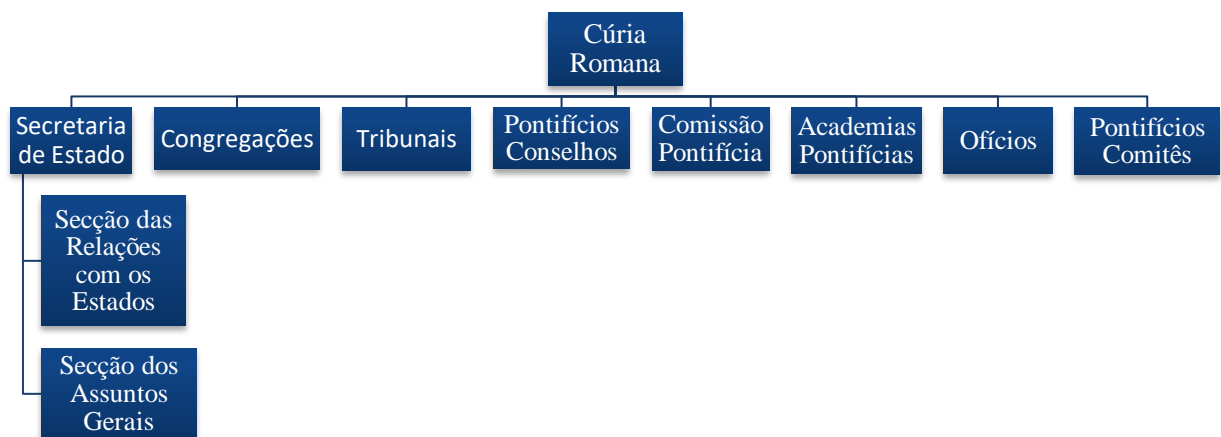 Cúria
Romana
Secretaria
de Estado
Congregações
Tribunais
Pontifícios
Conselhos
Comissão
Pontifícia
Academias
Pontifícias
Ofícios
Pontifícios
Comitês
Secção das
Relações
com os
Estados
Secção dos
Assuntos
Gerais